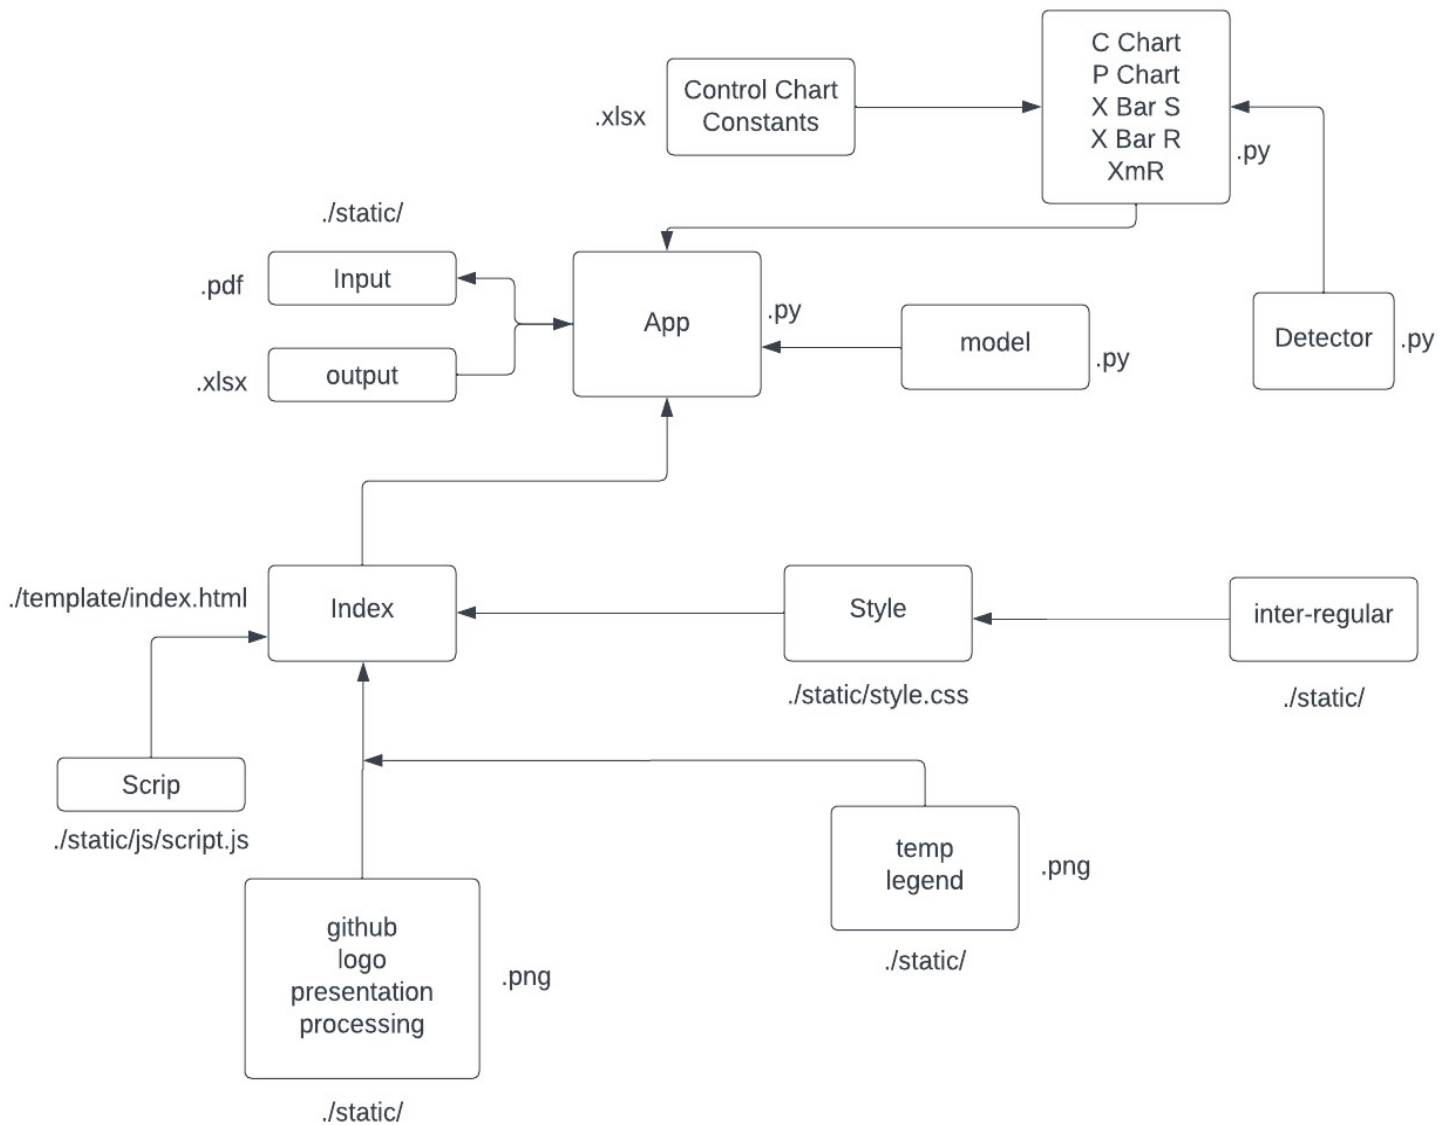 C Chart
P Chart
X Bar S
X Bar R
XmR
.py
Control Chart
Constants
.xlsx
./static/
Input
.pdf
output
.xlsx
App
.py
model
.py
Detector
.py
./template/index.html
Index
Style
./static/style.css
inter-regular
./static/
Scrip
./static/js/script.js
temp
legend
.png
./static/
github
logo
presentation
processing
.png
./static/